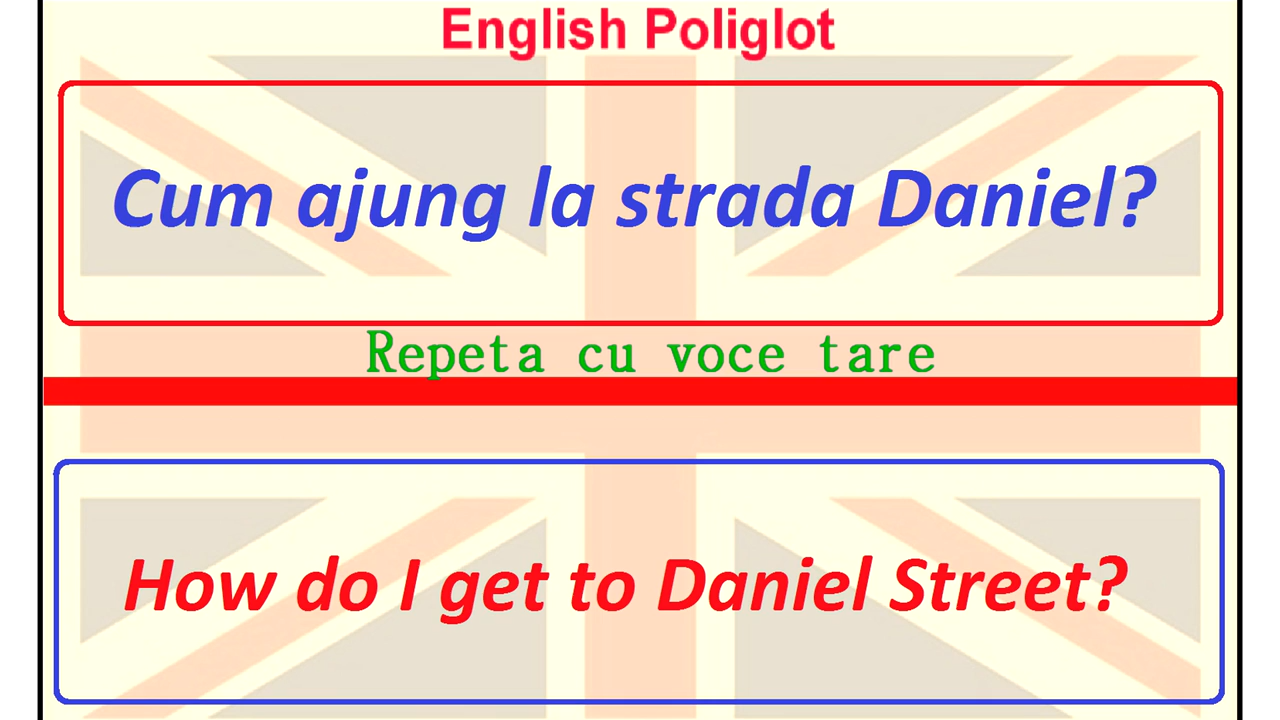 English Poliglot
Cum ajung la strada Daniel?
Repeta cu voce tare
How do I get to Daniel Street?